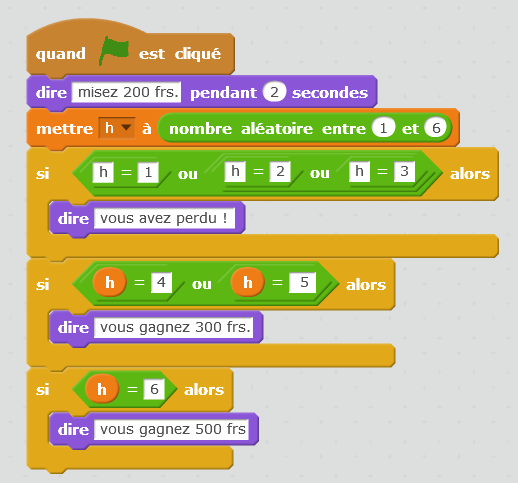 quand est cliqué
dire misez 200 frs. pendant 2 secondes
mettre h à nombre aléatoire entre 1 et 6
si h = 1 ou h = 2 ou h = 3 alors
dire vous avez perdu !
si h = 4 ou h = 5 alors
dire vous gagnez 300 frs.
si h = 6 alors
dire vous gagnez 500 frs